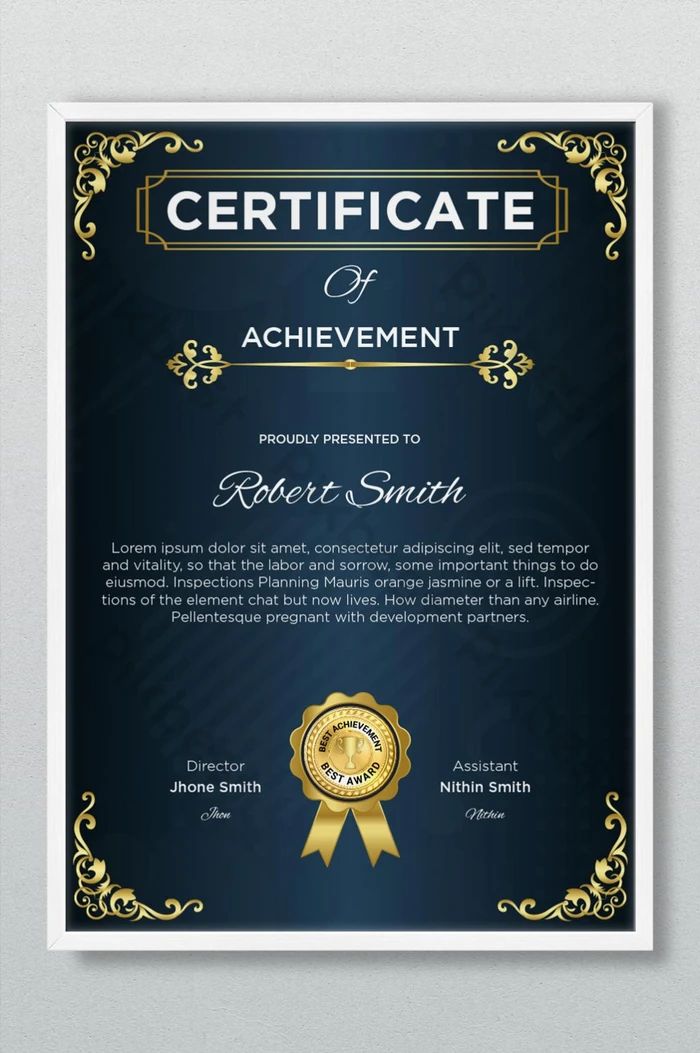 CERTIFICATE
Of
ACHIEVEMENT
PROUDLY PRESENTED TO
Robert Smith
Lorem ipsum dolor sit amet, consectetur adipiscing elit, sed tempor
and vitality, so that the labor and sorrow, some important things to do
eiusmod. Inspections Planning Mauris orange jasmine or a lift. Inspec-
tions of the element chat but now lives. How diameter than any airline.
Pellentesque pregnant with development partners.
BEST ACHIEVEMENT
BEST AWARD
Director
Jhone Smith
Jhon
Assistant
Nithin Smith
Nithin